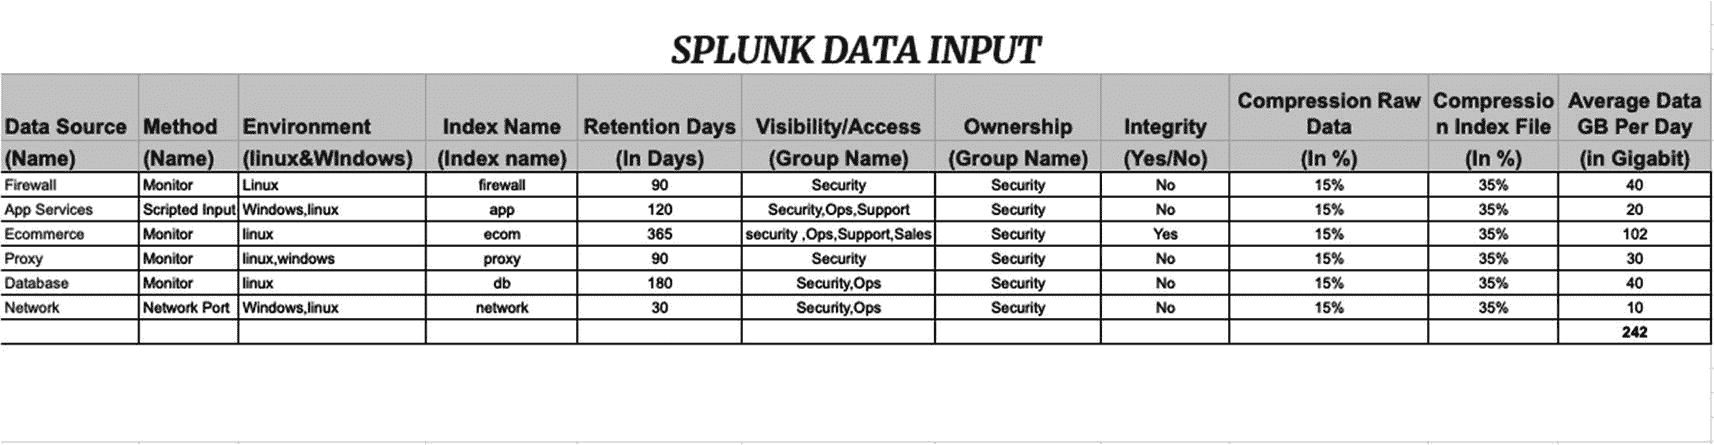 SPLUNK DATA INPUT
Data Source Method Environment Index Name Retention Days Visibility/Access Ownership Integrity Compression Raw Data Compressio n Index File Average Data GB Per Day
(Name) (Name) (linux&WIndows) (Index name) (In Days) (Group Name) (Group Name) (Yes/No) (In %) (In %) (in Gigabit)
Firewall Monitor Linux firewall 90 Security Security No 15% 35% 40
App Services Scripted Input Windows,linux app 120 Security,Ops,Support Security No 15% 35% 20
Ecommerce Monitor linux ecom 365 security ,Ops,Support,Sales Security Yes 15% 35% 102
Proxy Monitor linux,windows proxy 90 Security Security No 15% 35% 30
Database Monitor linux db 180 Security,Ops Security No 15% 35% 40
Network Network Port Windows,linux network 30 Security,Ops Security No 15% 35% 10
242